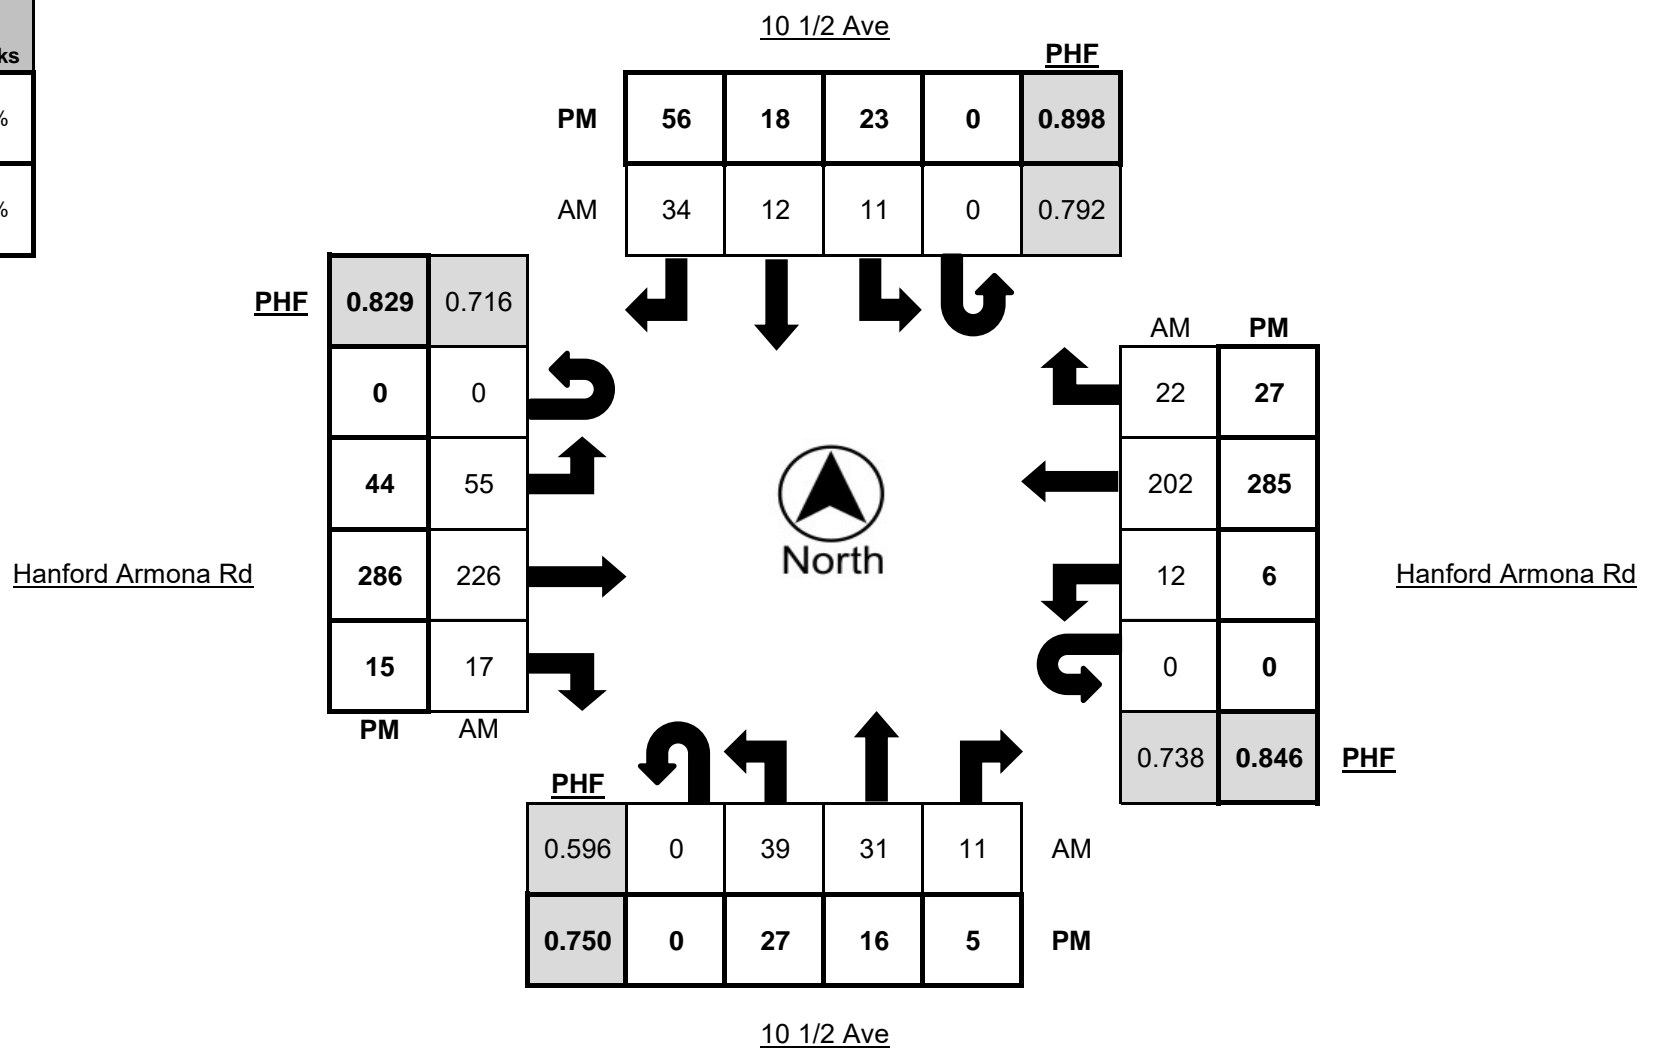 10 1/2 Ave
PHF
ks
PM 56 18 23 0 0.898
%
AM 34 12 11 0 0.792
%
PHF 0.829 0.716
AM PM
0 0
22 27
44 55
202 285
North
Hanford Armona Rd 286 226
12 6 Hanford Armona Rd
15 17
0 0
PM AM
0.738 0.846 PHF
PHF
0.596 0 39 31 11 AM
0.750 0 27 16 5 PM
10 1/2 Ave